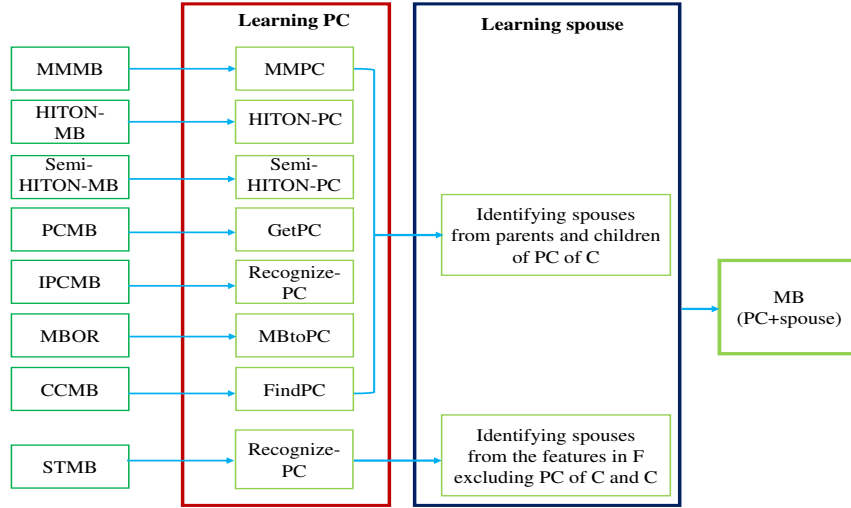 Learning PC
Learning spouse
MMMB
MMPC
HITON-
MB
HITON-PC
Semi-
HITON-MB
Semi-
HITON-PC
PCMB
GetPC
Identifying spouses
from parents and children
of PC of C
IPCMB
Recognize-
PC
MB
(PC+spouse)
MBOR
MBtoPC
CCMB
FindPC
STMB
Recognize-
PC
Identifying spouses
from the features in F
excluding PC of C and C